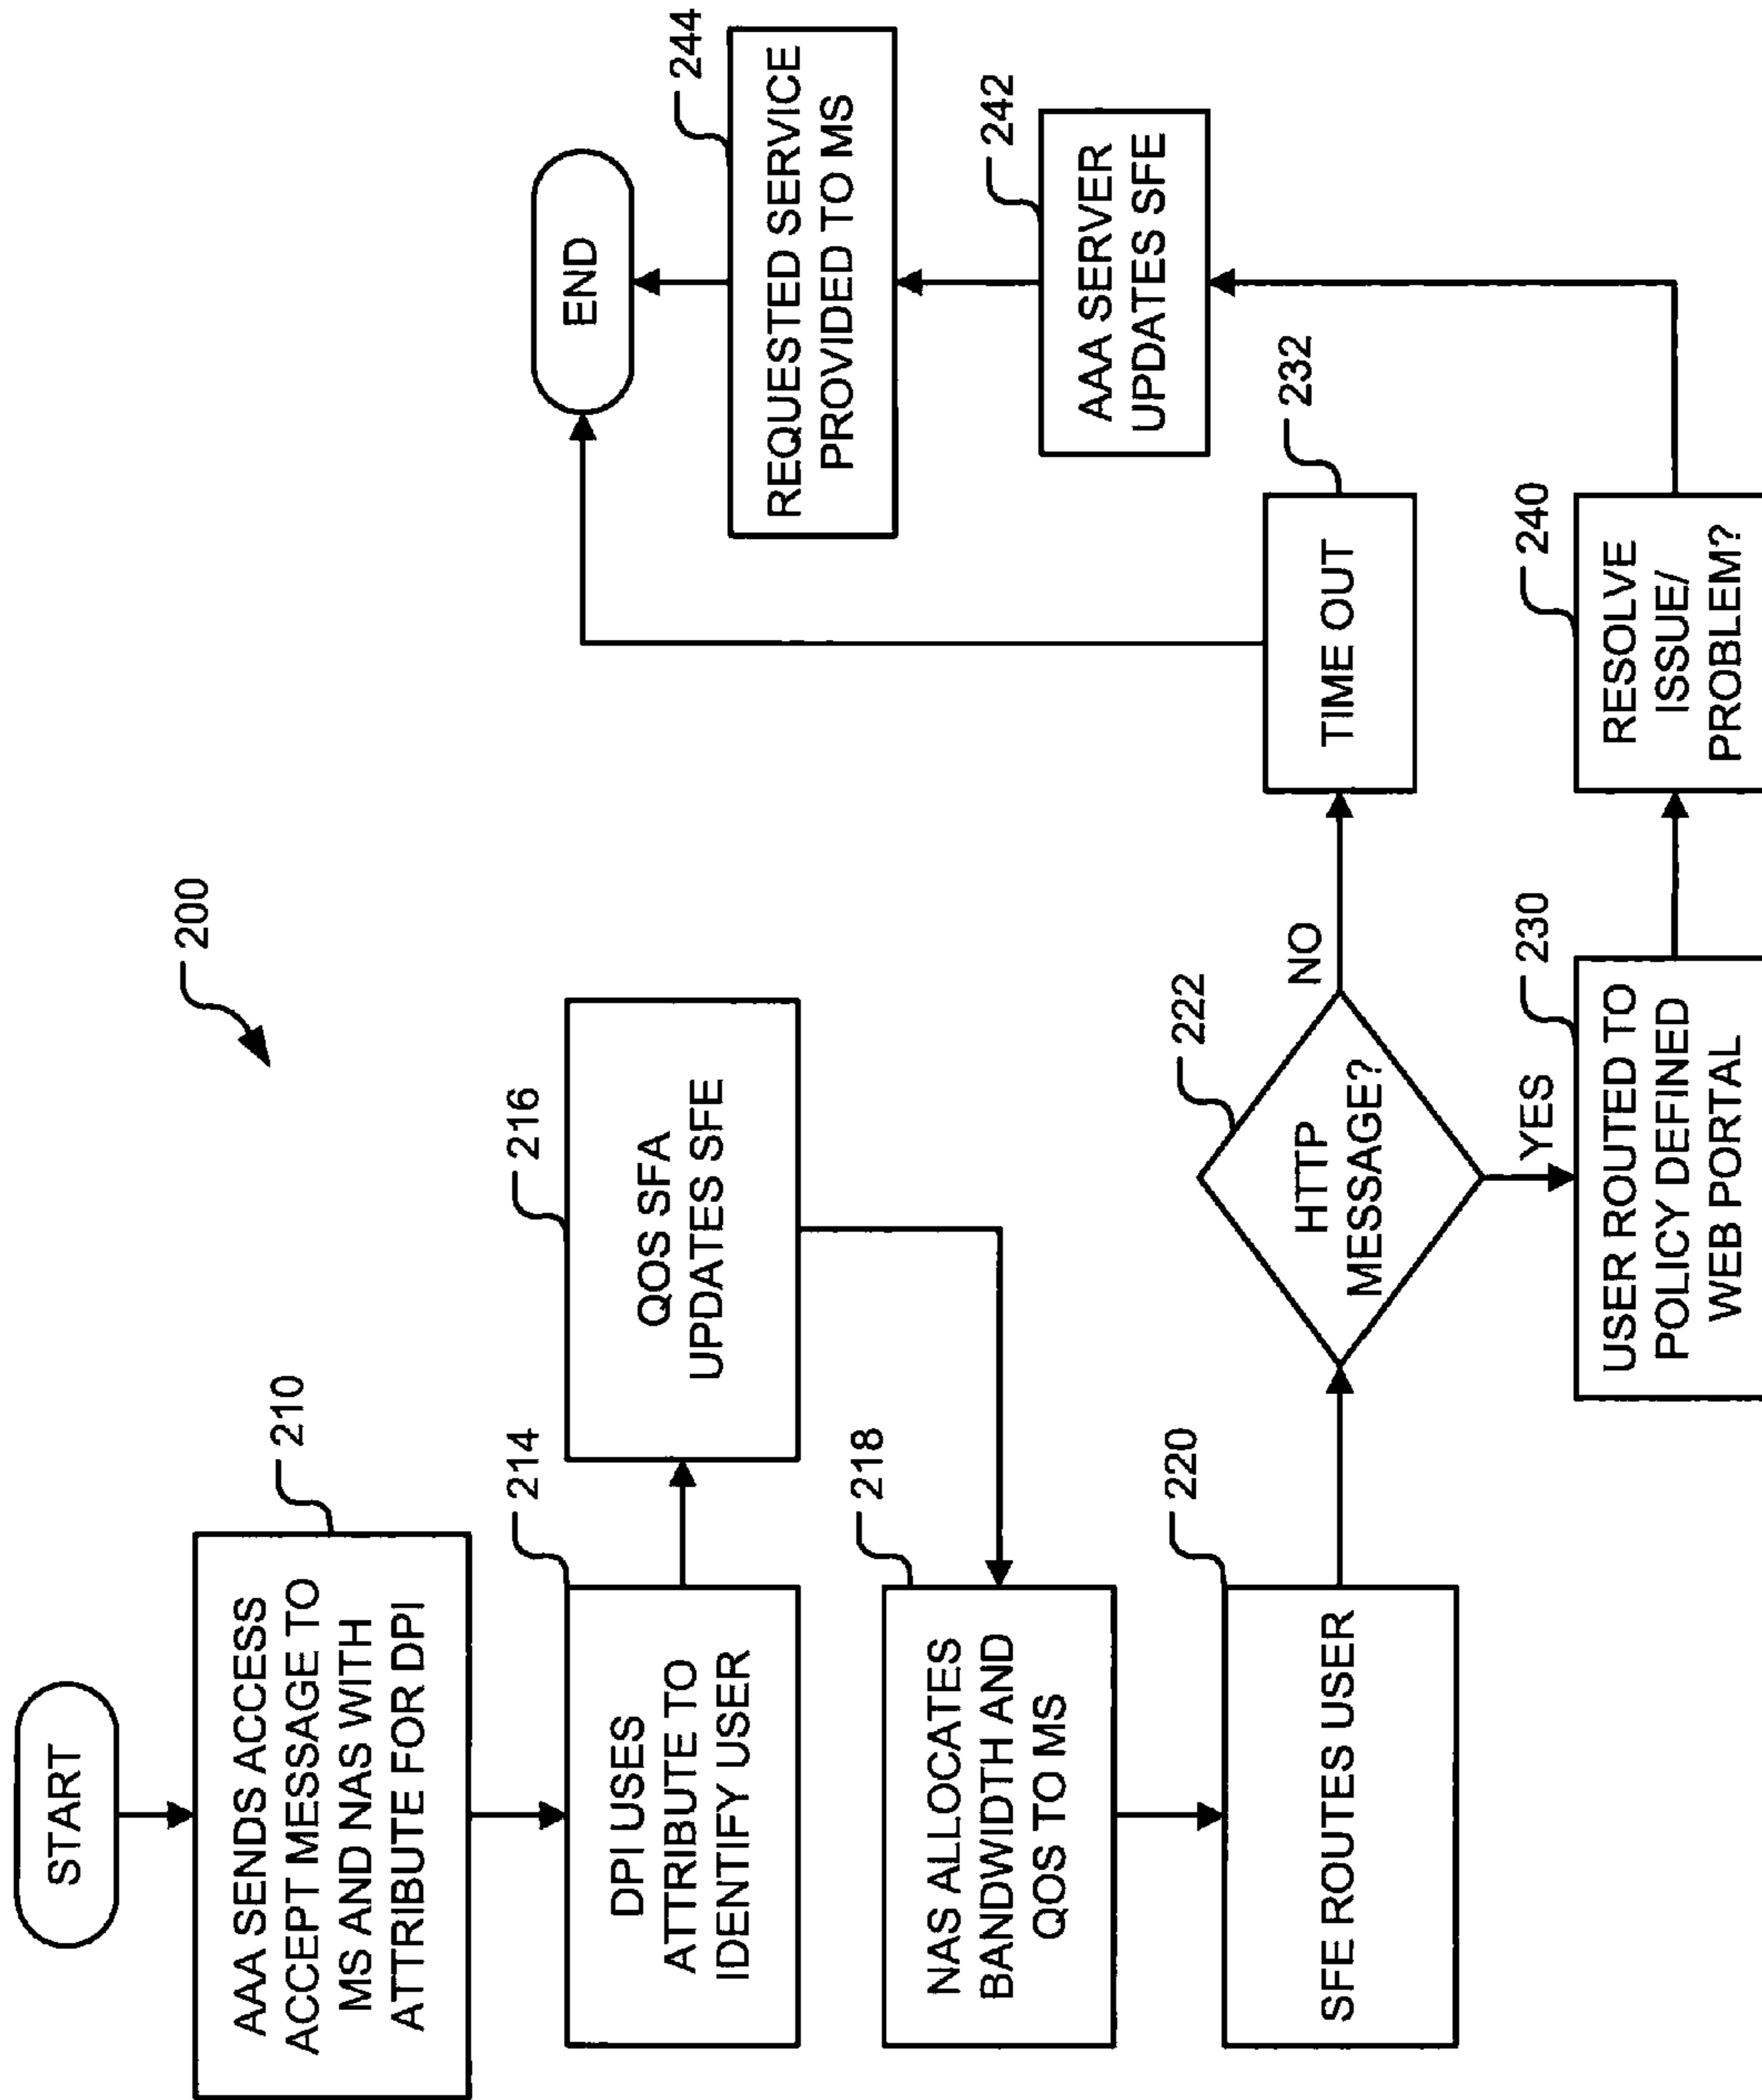 200
START
AAA SENDS ACCESS
ACCEPT MESSAGE TO
MS AND NAS WITH
ATTRIBUTE FOR DPI
210
DPI USES
ATTRIBUTE TO
IDENTIFY USER
214
QOS SFA
UPDATES SFE
216
NAS ALLOCATES
BANDWIDTH AND
QOS TO MS
218
SFE ROUTES USER
220
HTTP
MESSAGE?
222
NO
YES
TIME OUT
232
USER ROUTED TO
POLICY DEFINED
WEB PORTAL
230
RESOLVE
ISSUE/
PROBLEM?
240
AAA SERVER
UPDATES SFE
242
REQUESTED SERVICE
PROVIDED TO MS
244
END